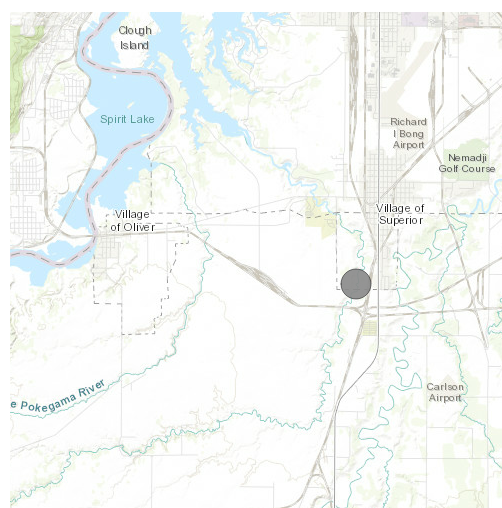 Clough
Island
Spirit Lake
Richard
I Bong
Airport
Nemadji
Golf Course
Village
of Oliver
Village of
Superior
e Pokegama River
Carlson
Airport